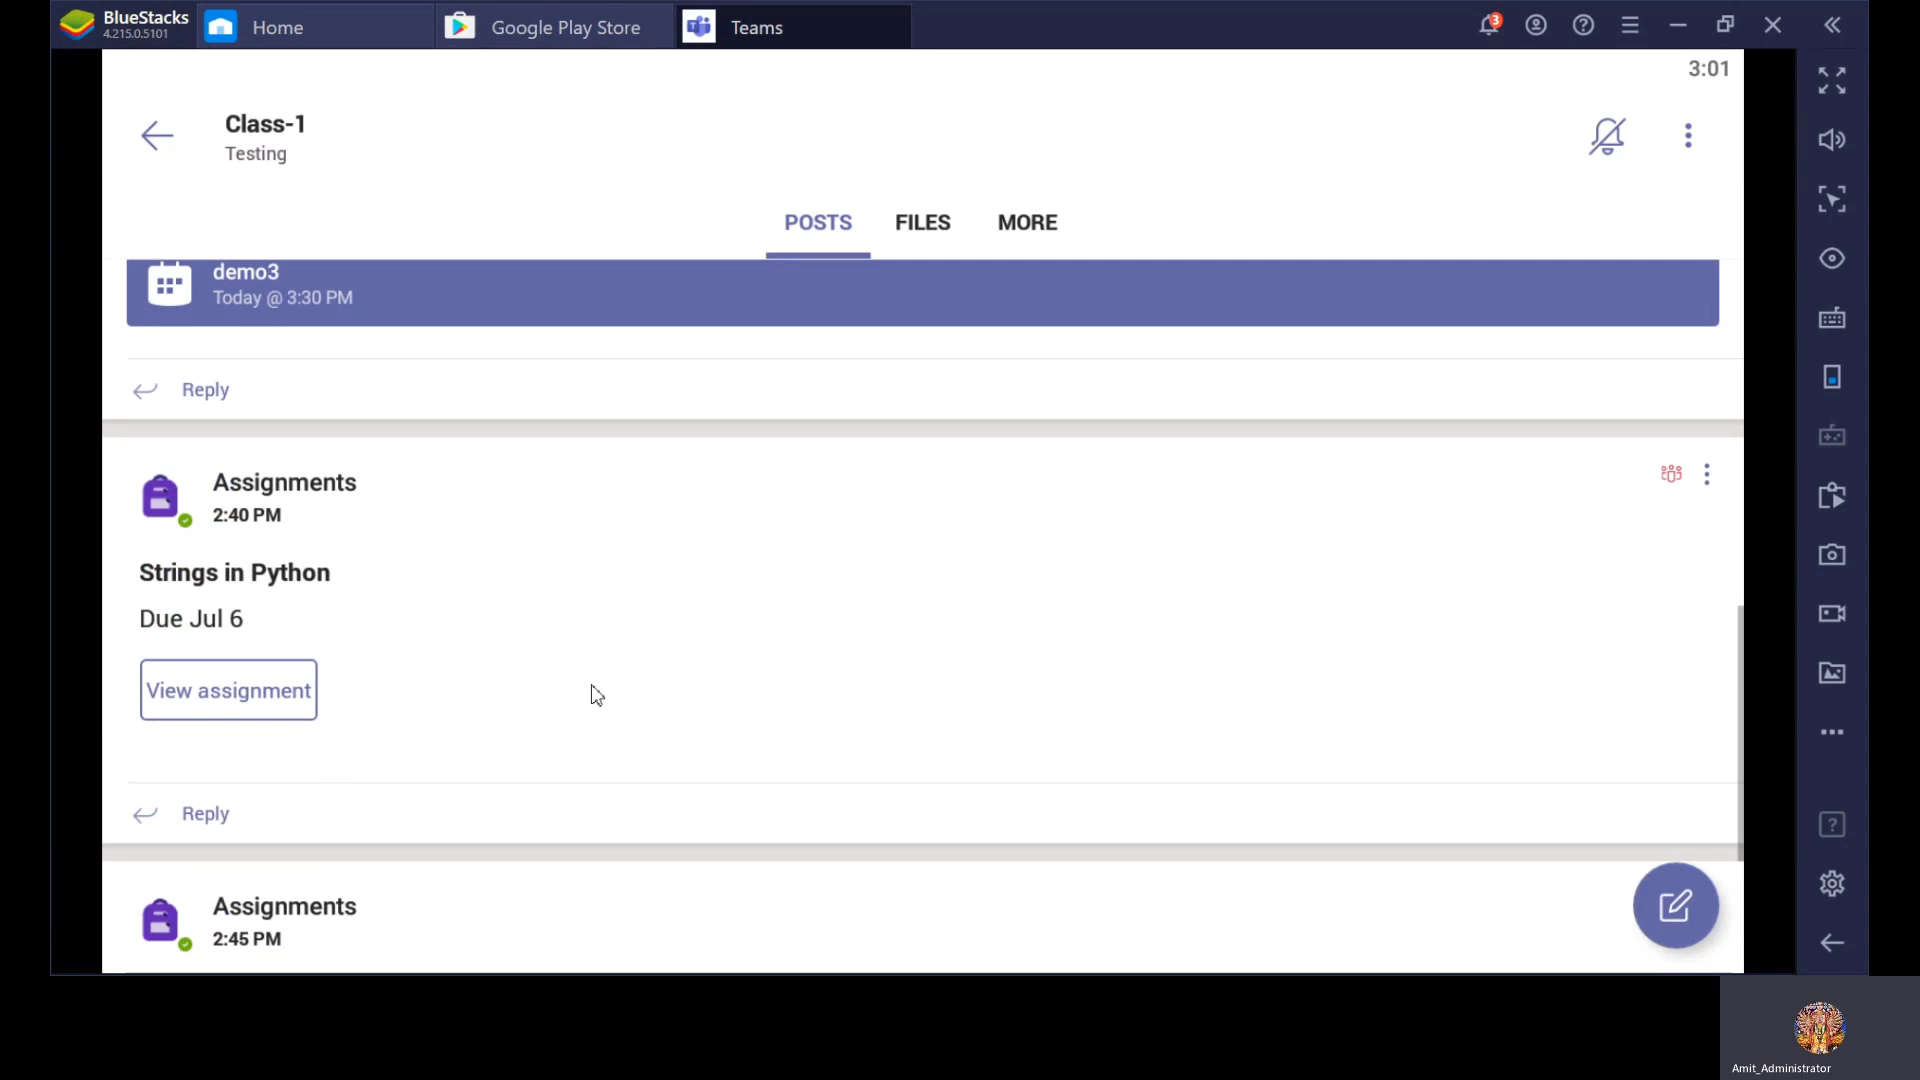 BlueStacks
4.215.0.5101
Home
Google Play Store
Teams
3
3:01
Class-1
Testing
POSTS
FILES
MORE
demo3
Today @ 3:30 PM
Reply
Assignments
2:40 PM
Strings in Python
Due Jul 6
View assignment
Reply
Assignments
2:45 PM
Amit_Administrator